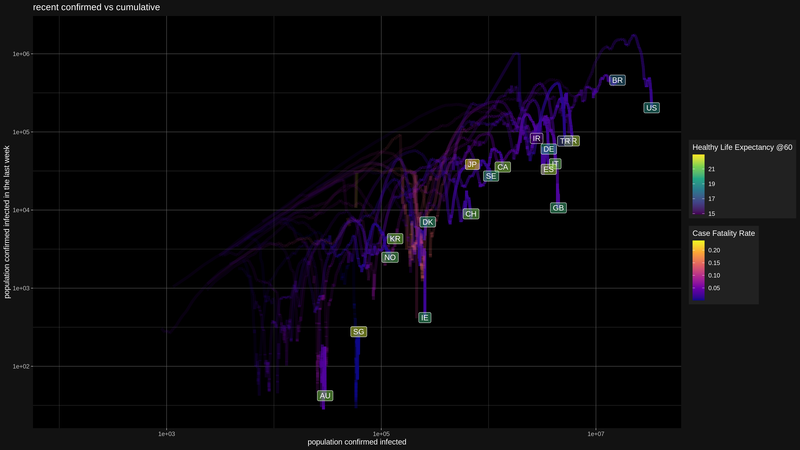 recent confirmed vs cumulative
population confirmed infected in the last week
1e+06
1e+05
1e+04
1e+03
1e+02
BR
US
IR
TR
DE
IT
ES
JP
CA
SE
CH
GB
DK
KR
NO
IE
SG
AU
1e+03
1e+05
1e+07
population confirmed infected
Healthy Life Expectancy @60
21
19
17
15
Case Fatality Rate
0.20
0.15
0.10
0.05